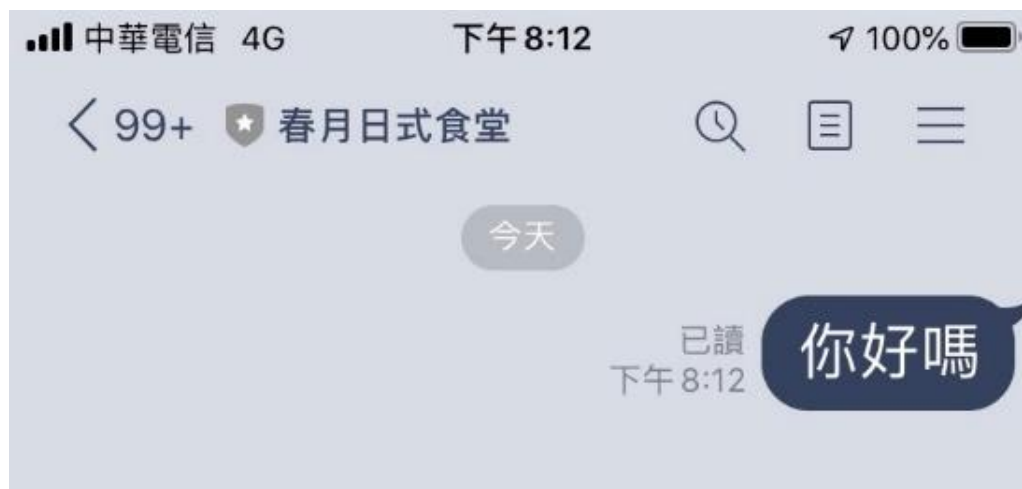 中華電信 4G 下午 8:12 100%
99+ 春月日式食堂
今天
已讀
下午 8:12
你好嗎